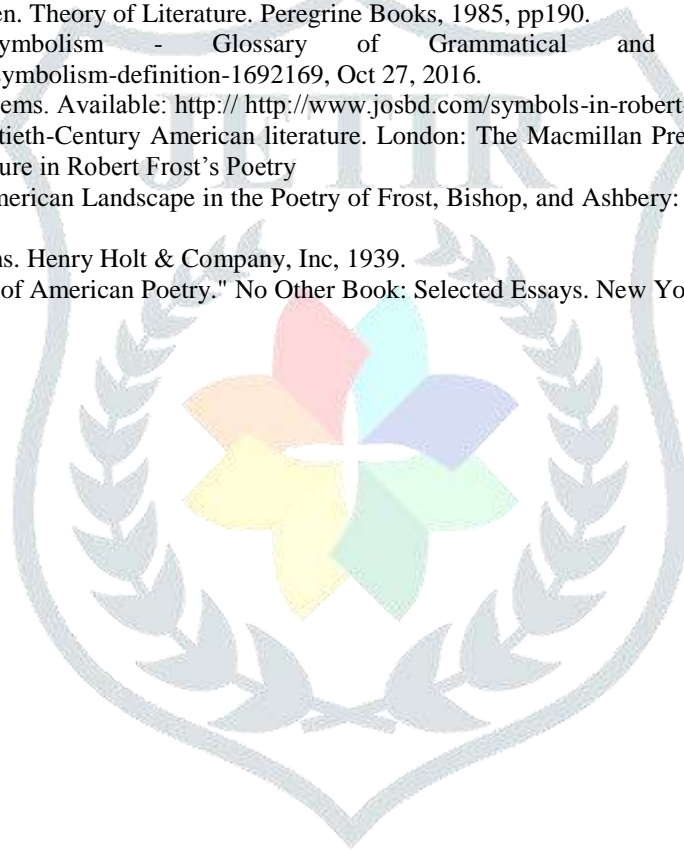 en. Theory of Literature. Peregrine Books, 1985, pp190.
ymbolism - Glossary of Grammatical and
symbolism-definition-1692169, Oct 27, 2016.
ems. Available: http:// http://www.josbd.com/symbols-in-robert-
tieth-Century American literature. London: The Macmillan Pre
ure in Robert Frost’s Poetry
merican Landscape in the Poetry of Frost, Bishop, and Ashbery:
ns. Henry Holt & Company, Inc, 1939.
of American Poetry." No Other Book: Selected Essays. New Yo
JETIR